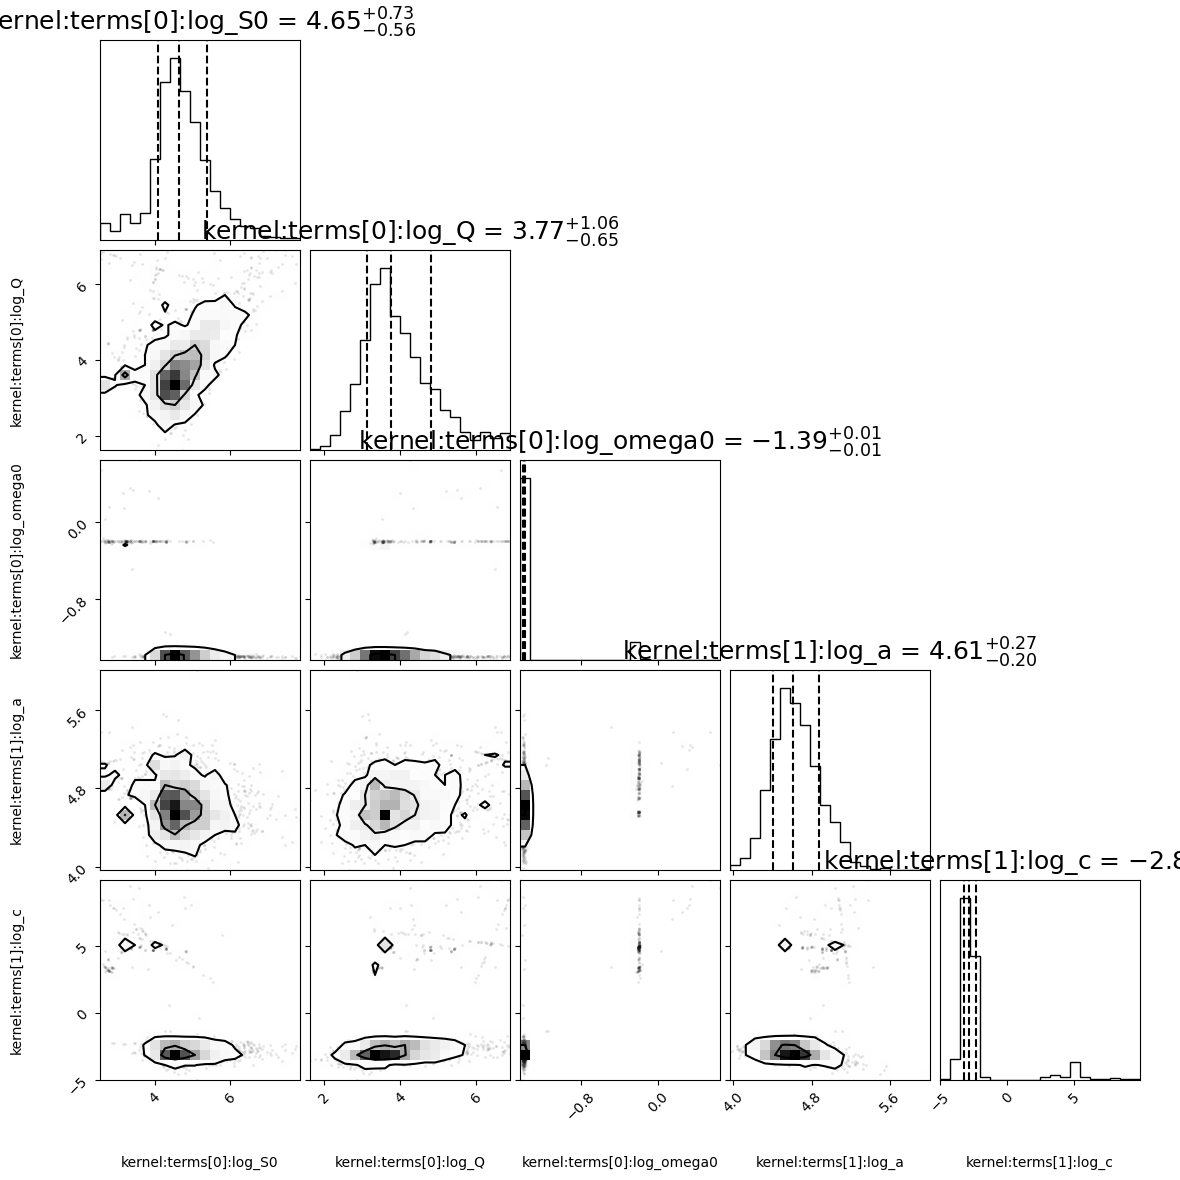 ernel:terms[0]:log_S0 = 4.65 +0.73 −0.56
kernel:terms[0]:log_Q = 3.77 +1.06 −0.65
6
4
2
kernel:terms[0]:log_Q
kernel:terms[0]:log_omega0 = −1.39 +0.01 −0.01
0.0
−0.8
kernel:terms[0]:log_omega0
kernel:terms[1]:log_a = 4.61 +0.27 −0.20
5.6
4.8
4.0
kernel:terms[1]:log_a
kernel:terms[1]:log_c = −2.8
5
0
−5
kernel:terms[1]:log_c
4 6
2 4 6
−0.8 0.0
4.0 4.8 5.6
−5 0 5
kernel:terms[0]:log_S0
kernel:terms[0]:log_Q
kernel:terms[0]:log_omega0
kernel:terms[1]:log_a
kernel:terms[1]:log_c